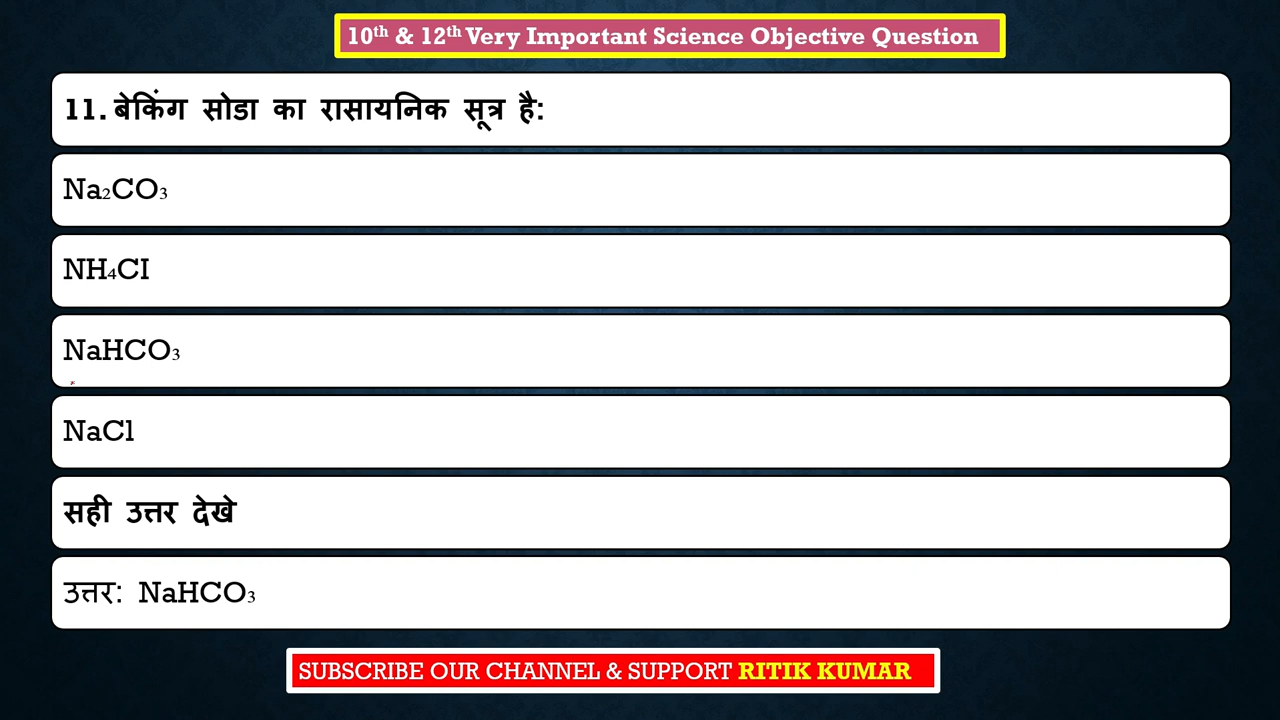 10th & 12th Very Important Science Objective Question
11. बेकिंग सोडा का रासायनिक सूत्र है:
Na₂CO₃
NH₄CI
NaHCO₃
NaCl
सही उत्तर देखे
उत्तर: NaHCO₃
SUBSCRIBE OUR CHANNEL & SUPPORT RITIK KUMAR